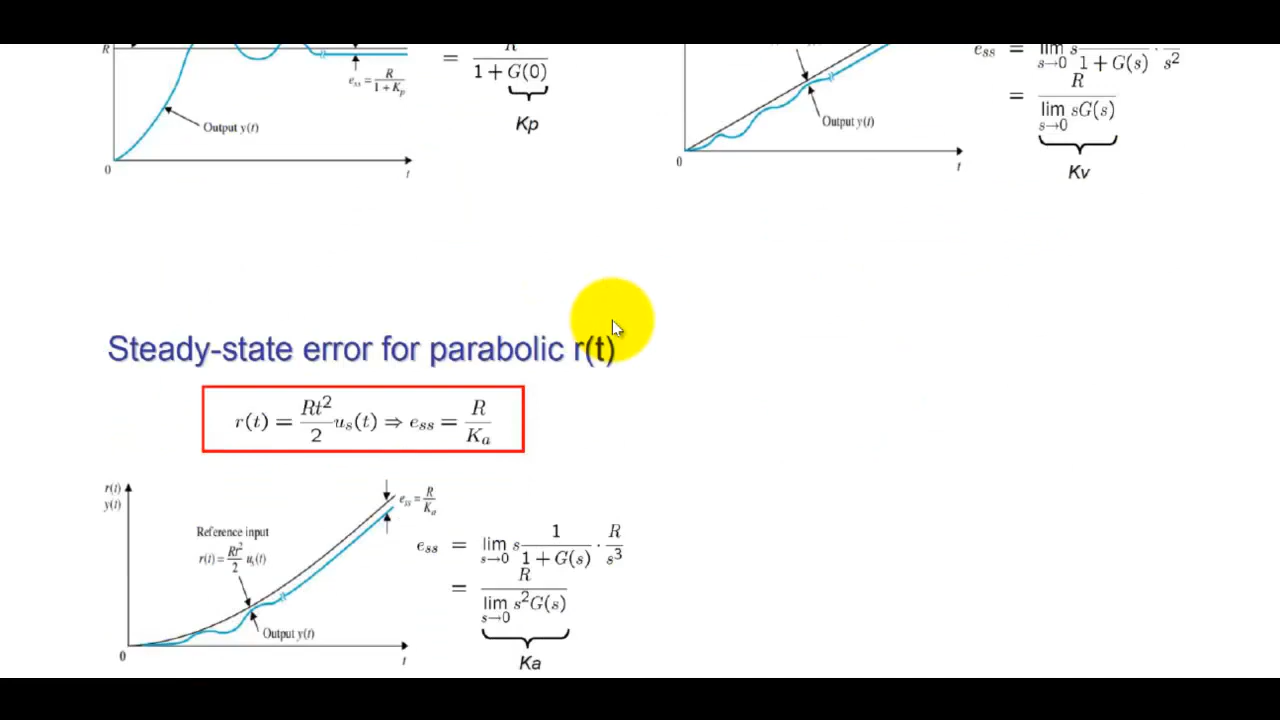 R
e_ss = R / (1 + K_p)
Output y(t)
0
t
= R / (1 + G(0))
Kp
Output y(t)
0
t
e_ss = lim s→0 s 1 / (1 + G(s)) · R / s²
= R / (lim s→0 sG(s))
Kv
Steady-state error for parabolic r(t)
r(t) = Rt²/2 u_s(t) ⇒ e_ss = R / K_a
r(t)
y(t)
e_ss = R / K_a
Reference input
r(t) = Rt²/2 u_s(t)
Output y(t)
0
t
e_ss = lim s→0 s 1 / (1 + G(s)) · R / s³
= R / (lim s→0 s²G(s))
Ka